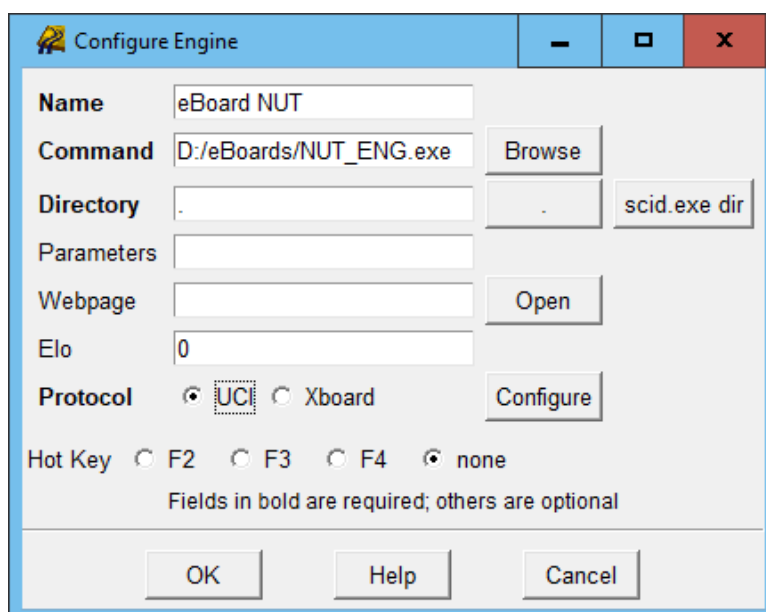 Configure Engine
Name eBoard NUT
Command D:/eBoards/NUT_ENG.exe Browse
Directory . . scid.exe dir
Parameters
Webpage Open
Elo 0
Protocol UCI Xboard Configure
Hot Key F2 F3 F4 none
Fields in bold are required; others are optional
OK Help Cancel